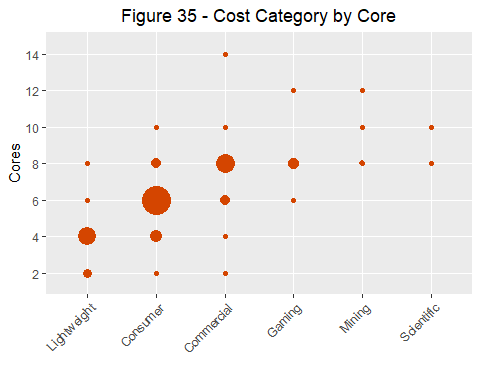 Figure 35 - Cost Category by Core
14
12
10
8
6
4
2
Cores
Lightweight
Consumer
Commercial
Gaming
Mining
Scientific